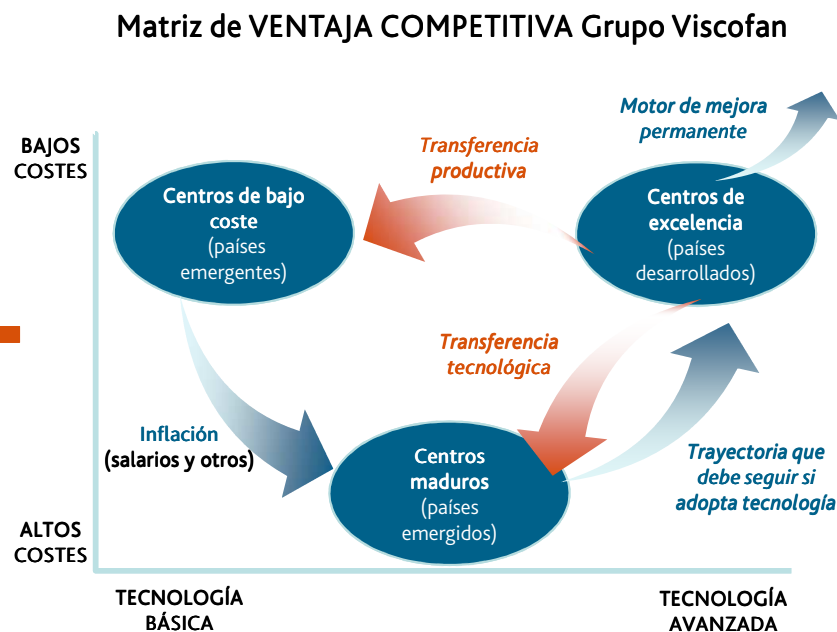 Matriz de VENTAJA COMPETITIVA Grupo Viscofan
Motor de mejora
permanente
BAJOS
COSTES
Transferencia
productiva
Centros de bajo
coste
(países
emergentes)
Centros de
excelencia
(países
desarrollados)
Transferencia
tecnológica
Inflación
(salarios y otros)
Centros
maduros
(países
emergidos)
Trayectoria que
debe seguir si
adopta tecnología
ALTOS
COSTES
TECNOLOGÍA
BÁSICA
TECNOLOGÍA
AVANZADA